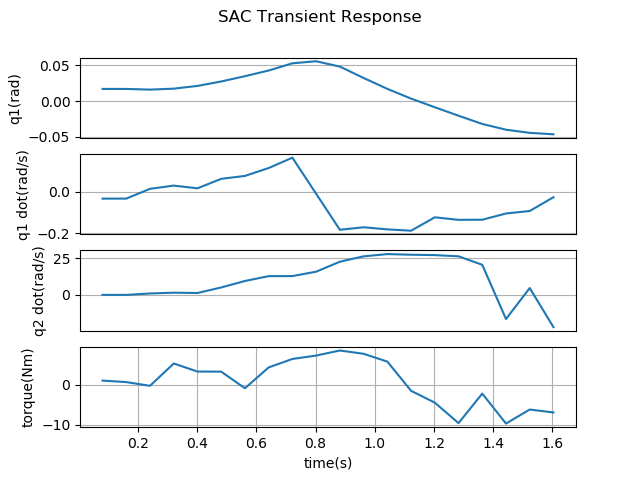 SAC Transient Response
0.05
0.00
−0.05
q1(rad)
0.0
−0.2
q1 dot(rad/s)
25
0
q2 dot(rad/s)
0
−10
torque(Nm)
0.2 0.4 0.6 0.8 1.0 1.2 1.4 1.6
time(s)